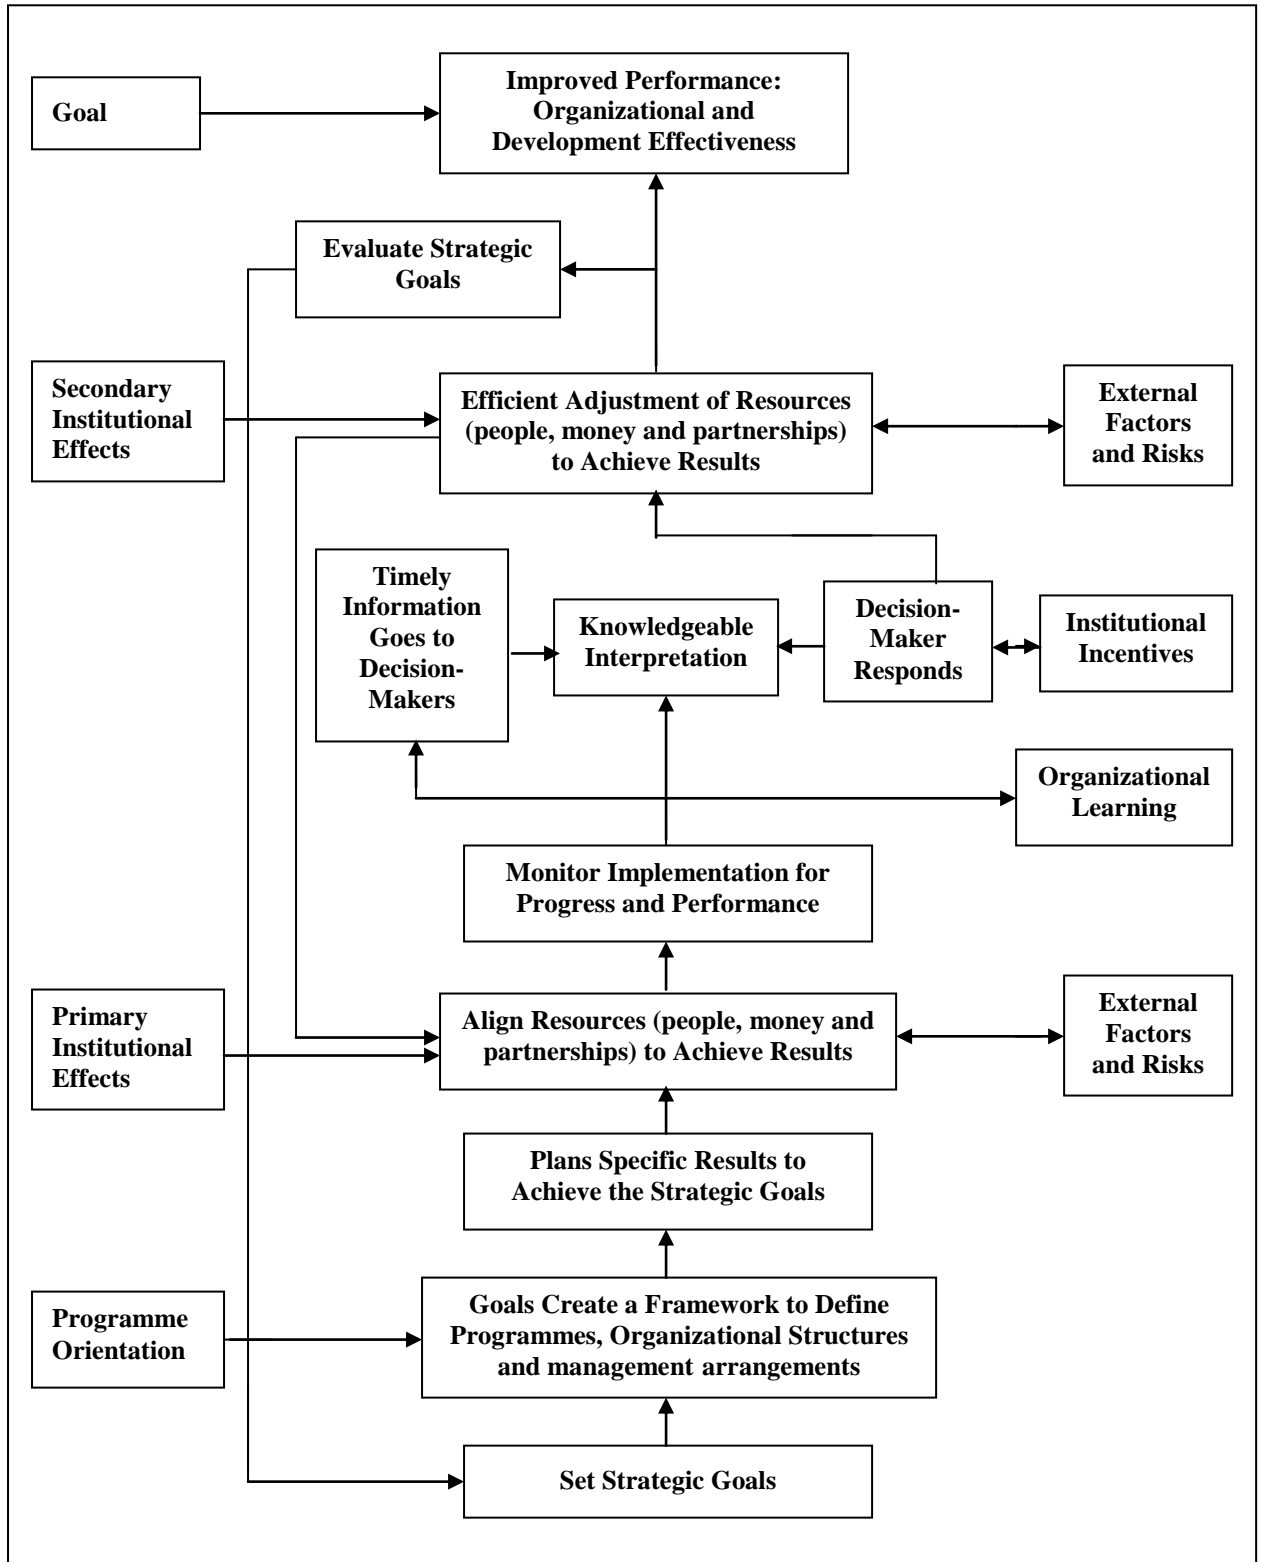 Goal
Improved Performance:
Organizational and
Development Effectiveness
Evaluate Strategic
Goals
Secondary
Institutional
Effects
Efficient Adjustment of Resources
(people, money and partnerships)
to Achieve Results
External
Factors
and Risks
Timely
Information
Goes to
Decision-
Makers
Knowledgeable
Interpretation
Decision-
Maker
Responds
Institutional
Incentives
Organizational
Learning
Monitor Implementation for
Progress and Performance
Primary
Institutional
Effects
Align Resources (people, money and
partnerships) to Achieve Results
External
Factors
and Risks
Plans Specific Results to
Achieve the Strategic Goals
Programme
Orientation
Goals Create a Framework to Define
Programmes, Organizational Structures
and management arrangements
Set Strategic Goals